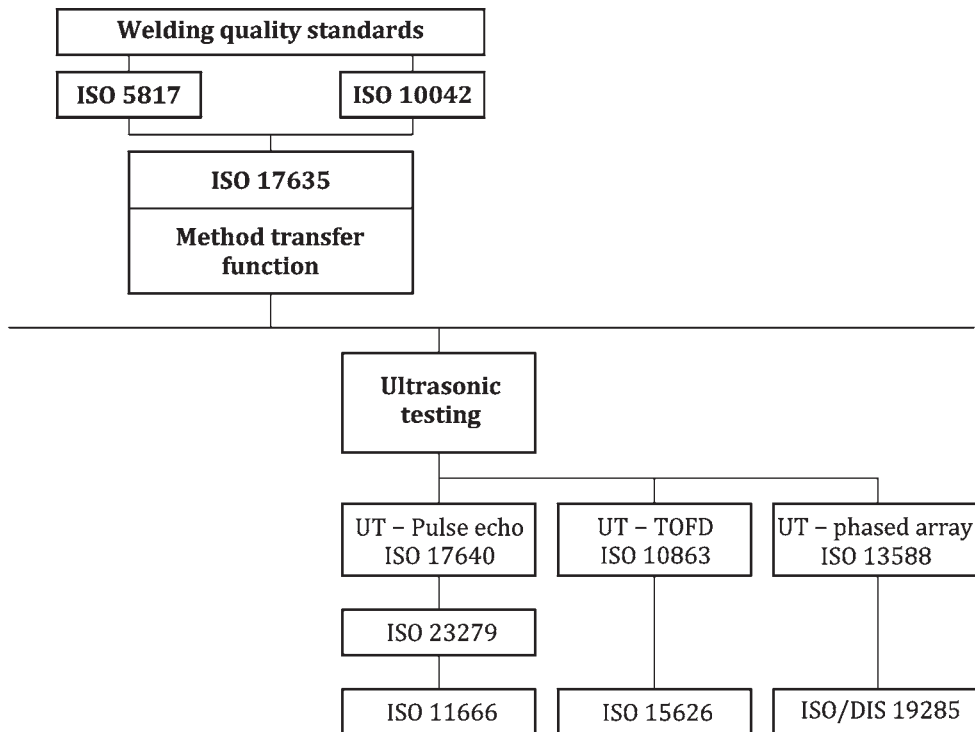 Welding quality standards
ISO 5817
ISO 10042
ISO 17635
Method transfer
function
Ultrasonic
testing
UT – Pulse echo
ISO 17640
UT – TOFD
ISO 10863
UT – phased array
ISO 13588
ISO 23279
ISO 11666
ISO 15626
ISO/DIS 19285